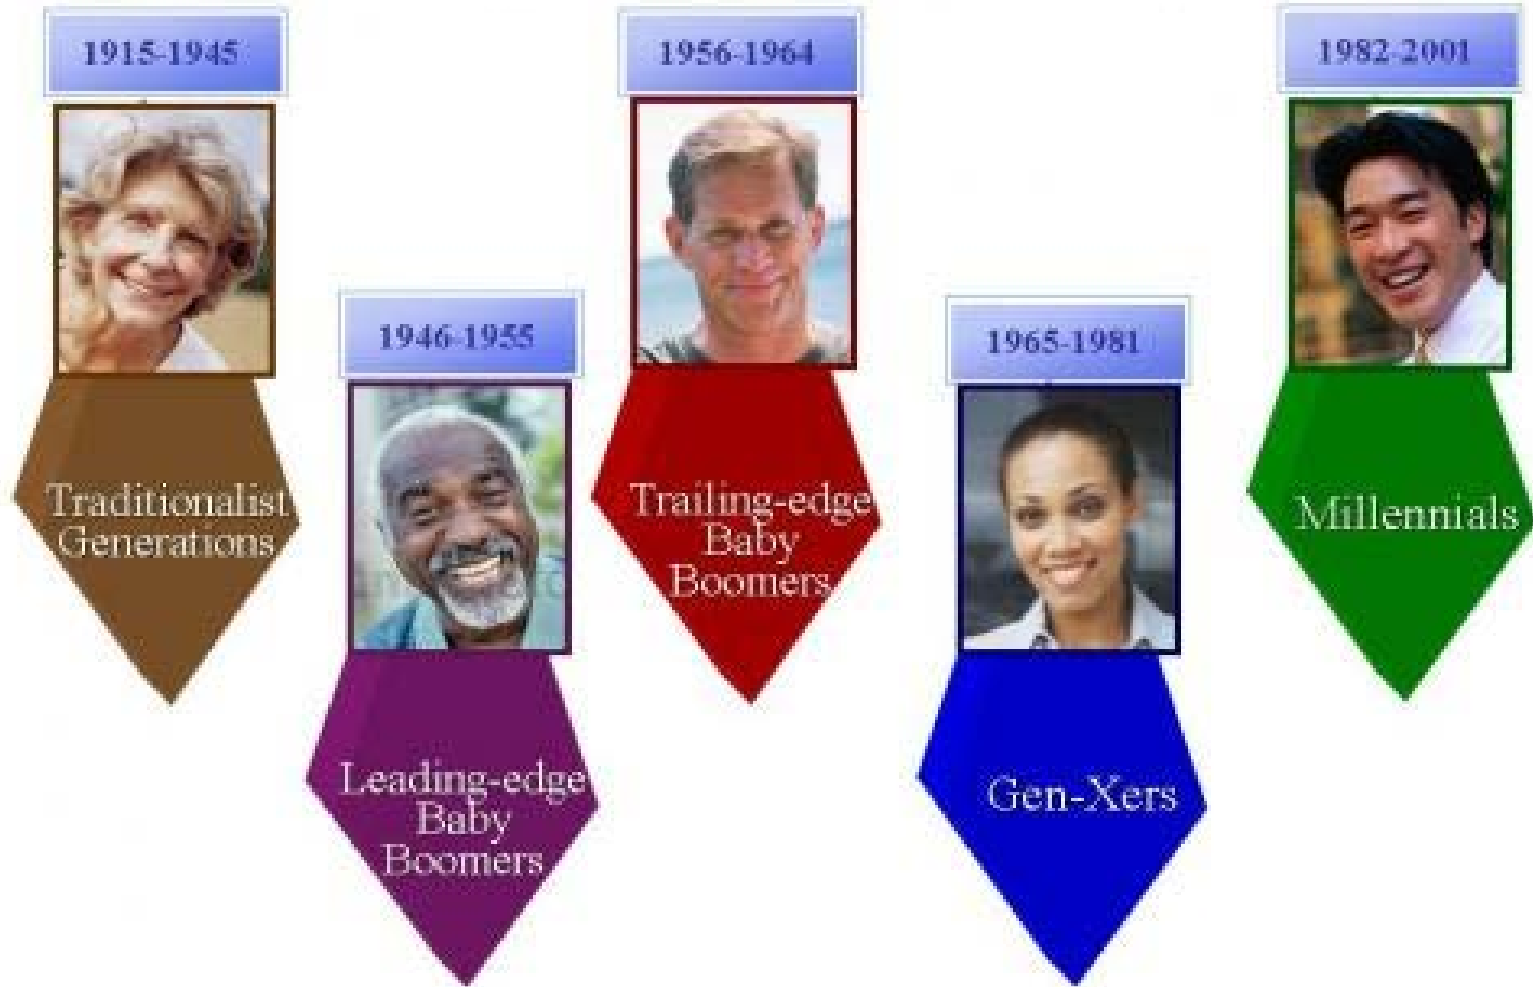 1915-1945
Traditionalist
Generations
1946-1955
Leading-edge
Baby
Boomers
1956-1964
Trailing-edge
Baby
Boomers
1965-1981
Gen-Xers
1982-2001
Millennials